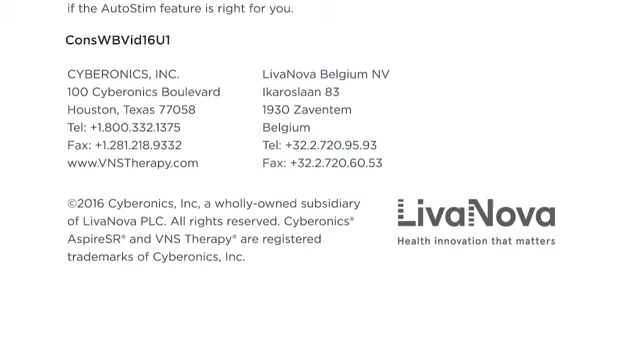 if the AutoStim feature is right for you.
ConsWBVid16U1
CYBERONICS, INC.
100 Cyberonics Boulevard
Houston, Texas 77058
Tel: +1.800.332.1375
Fax: +1.281.218.9332
www.VNSTherapy.com
LivaNova Belgium NV
Ikaroslaan 83
1930 Zaventem
Belgium
Tel: +32.2.720.95.93
Fax: +32.2.720.60.53
©2016 Cyberonics, Inc, a wholly-owned subsidiary
of LivaNova PLC. All rights reserved. Cyberonics®
AspireSR® and VNS Therapy® are registered
trademarks of Cyberonics, Inc.
LivaNova
Health innovation that matters